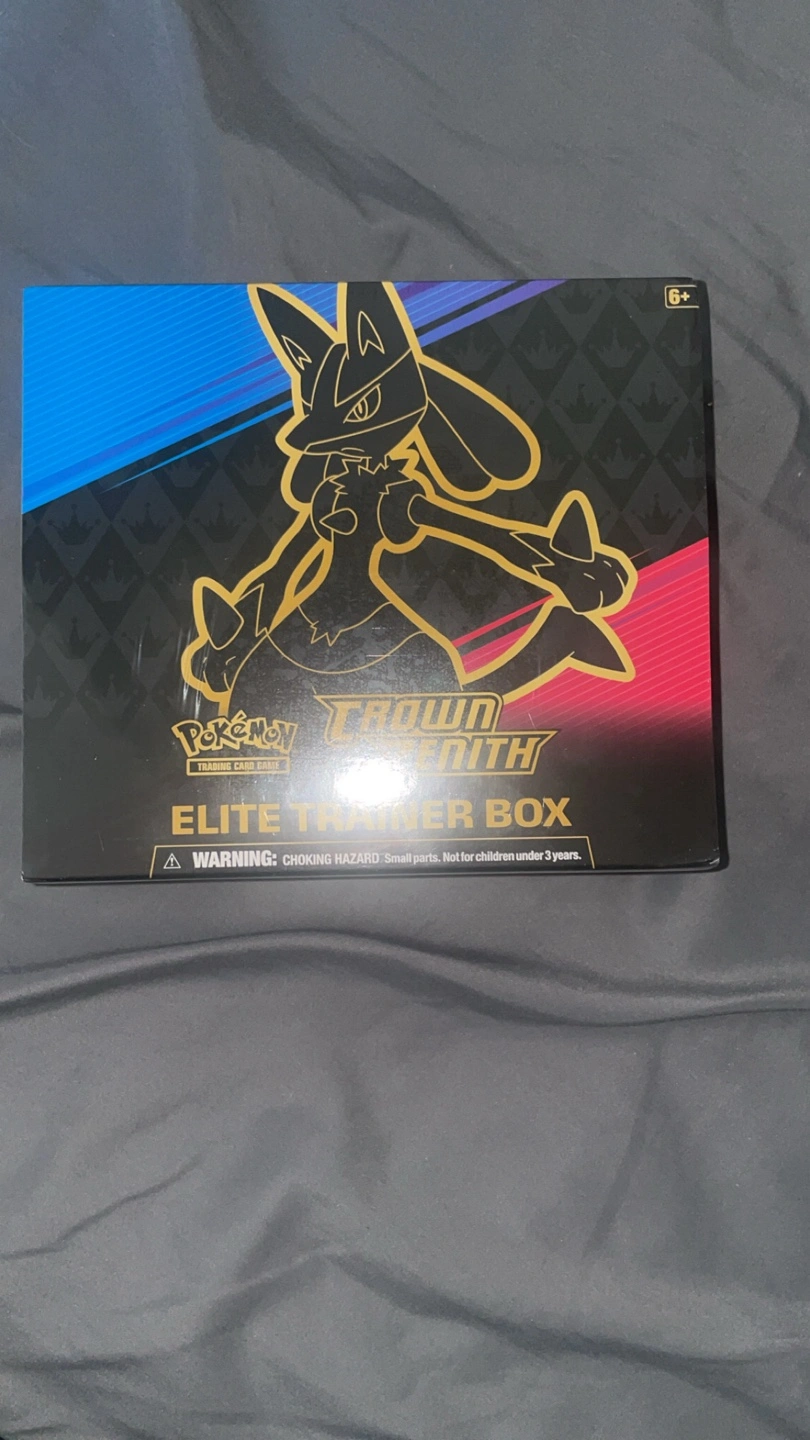 6+
Pokémon
TRADING CARD GAME
CROWN
ZENITH
ELITE TRAINER BOX
WARNING: CHOKING HAZARD Small parts. Not for children under 3 years.